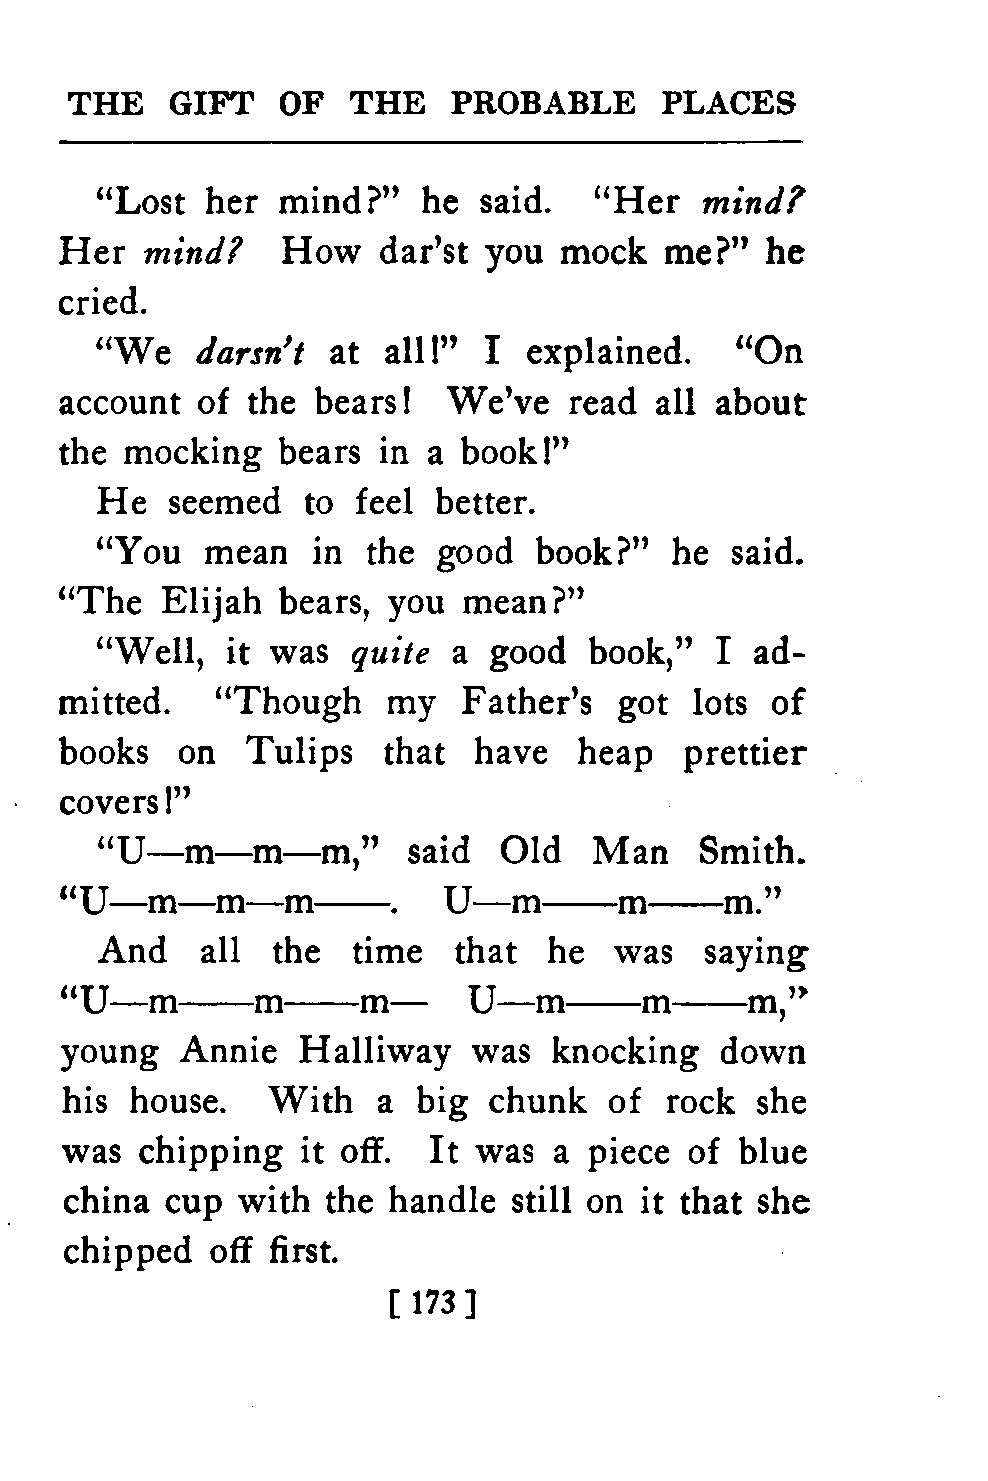 THE GIFT OF THE PROBABLE PLACES
“Lost her mind?” he said. “Her mind?
Her mind? How dar’st you mock me?” he
cried.
“We darsn’t at all!” I explained. “On
account of the bears! We’ve read all about
the mocking bears in a book!”
He seemed to feel better.
“You mean in the good book?” he said.
“The Elijah bears, you mean?”
“Well, it was quite a good book,” I ad-
mitted. “Though my Father’s got lots of
books on Tulips that have heap prettier
covers!”
“U—m—m—m,” said Old Man Smith.
“U—m—m—m——. U—m——m——m.”
And all the time that he was saying
“U—m——m——m— U—m——m——m,”
young Annie Halliway was knocking down
his house. With a big chunk of rock she
was chipping it off. It was a piece of blue
china cup with the handle still on it that she
chipped off first.
[ 173 ]